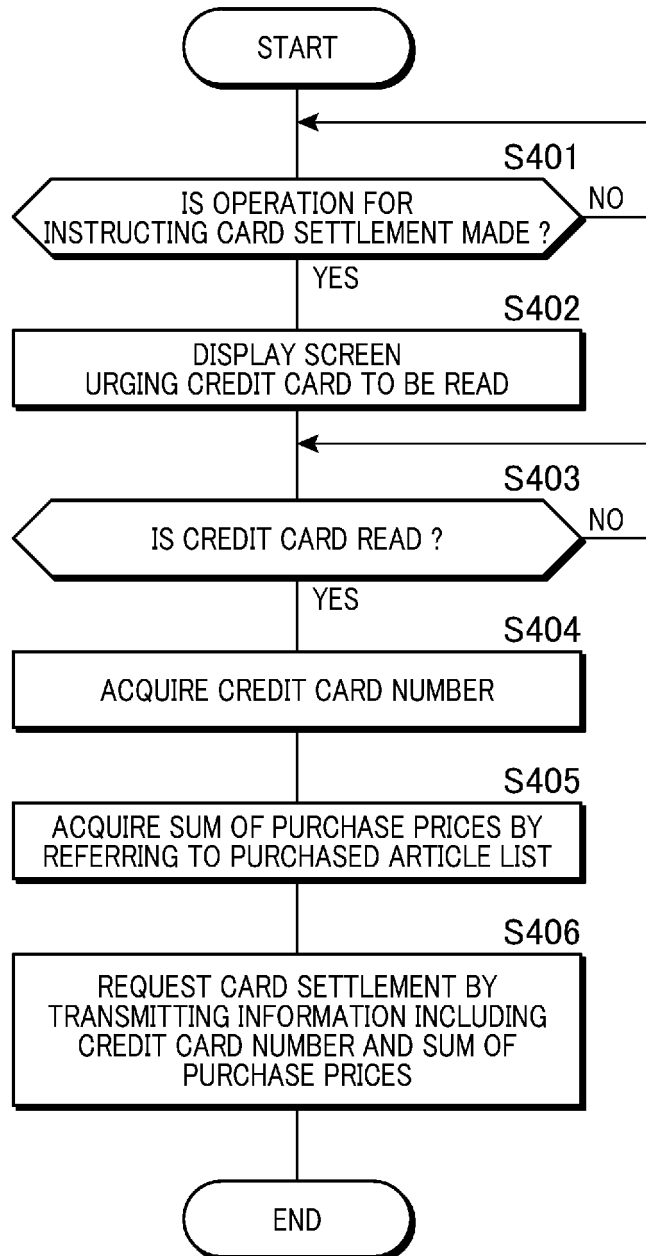 START
S401
IS OPERATION FOR
INSTRUCTING CARD SETTLEMENT MADE ?
NO
YES
S402
DISPLAY SCREEN
URGING CREDIT CARD TO BE READ
S403
IS CREDIT CARD READ ?
NO
YES
S404
ACQUIRE CREDIT CARD NUMBER
S405
ACQUIRE SUM OF PURCHASE PRICES BY
REFERRING TO PURCHASED ARTICLE LIST
S406
REQUEST CARD SETTLEMENT BY
TRANSMITTING INFORMATION INCLUDING
CREDIT CARD NUMBER AND SUM OF
PURCHASE PRICES
END